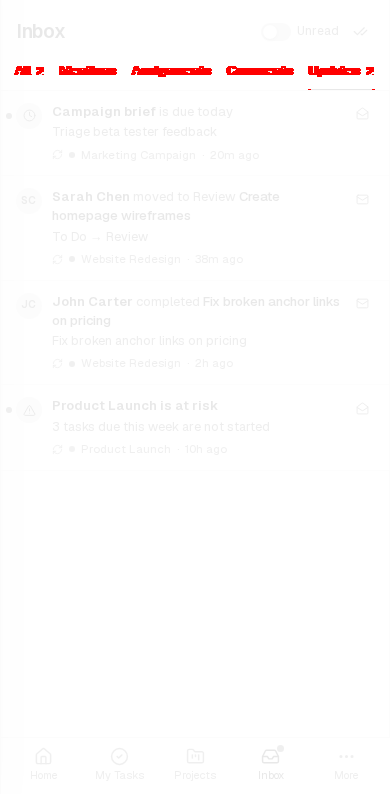 Inbox
Unread
All 2 Mentions Assignments Comments Updates 2
Campaign brief is due today
Triage beta tester feedback
Marketing Campaign · 20m ago
SC
Sarah Chen moved to Review Create
homepage wireframes
To Do → Review
Website Redesign · 38m ago
JC
John Carter completed Fix broken anchor links
on pricing
Fix broken anchor links on pricing
Website Redesign · 2h ago
Product Launch is at risk
3 tasks due this week are not started
Product Launch · 10h ago
Home My Tasks Projects Inbox More